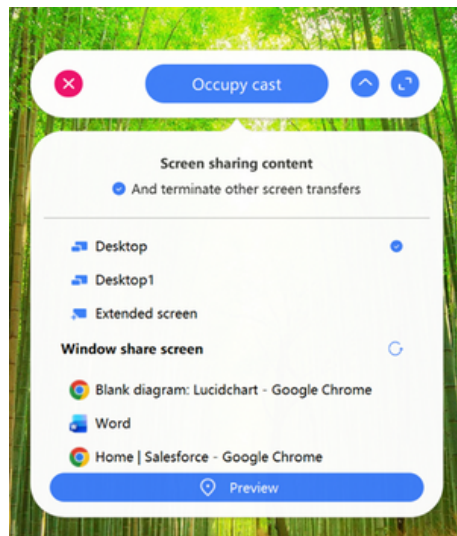 Occupy cast
Screen sharing content
And terminate other screen transfers
Desktop
Desktop1
Extended screen
Window share screen
Blank diagram: Lucidchart - Google Chrome
Word
Home | Salesforce - Google Chrome
Preview